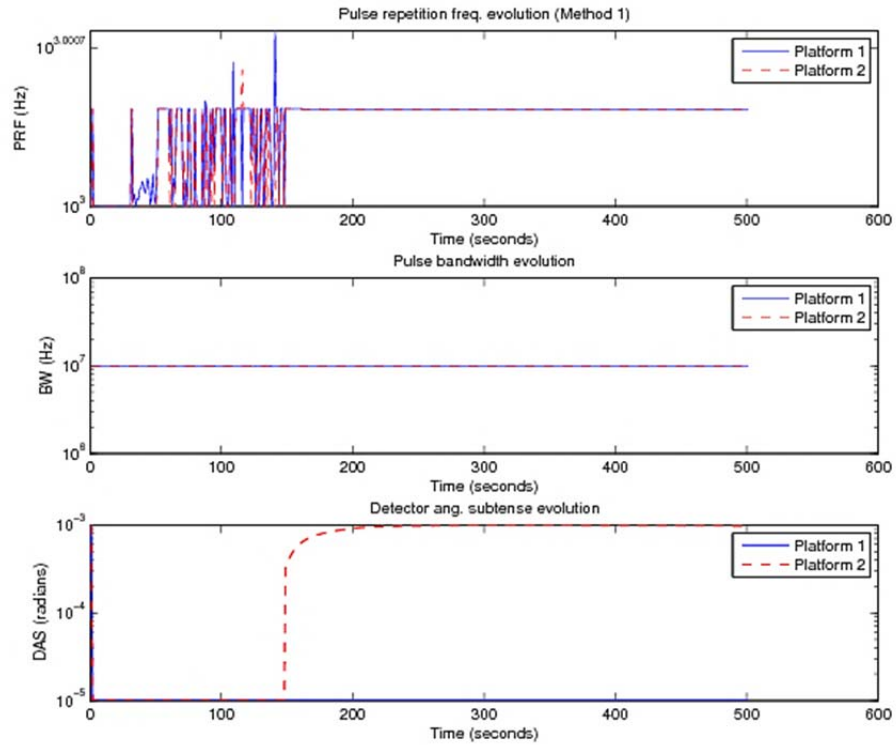 Pulse repetition freq. evolution (Method 1)
PRF (Hz)
10^3.0007
10^3
Platform 1
Platform 2
0 100 200 300 400 500 600
Time (seconds)
Pulse bandwidth evolution
BW (Hz)
10^8
10^7
10^6
Platform 1
Platform 2
0 100 200 300 400 500 600
Time (seconds)
Detector ang. subtense evolution
DAS (radians)
10^-3
10^-4
10^-5
Platform 1
Platform 2
0 100 200 300 400 500 600
Time (seconds)